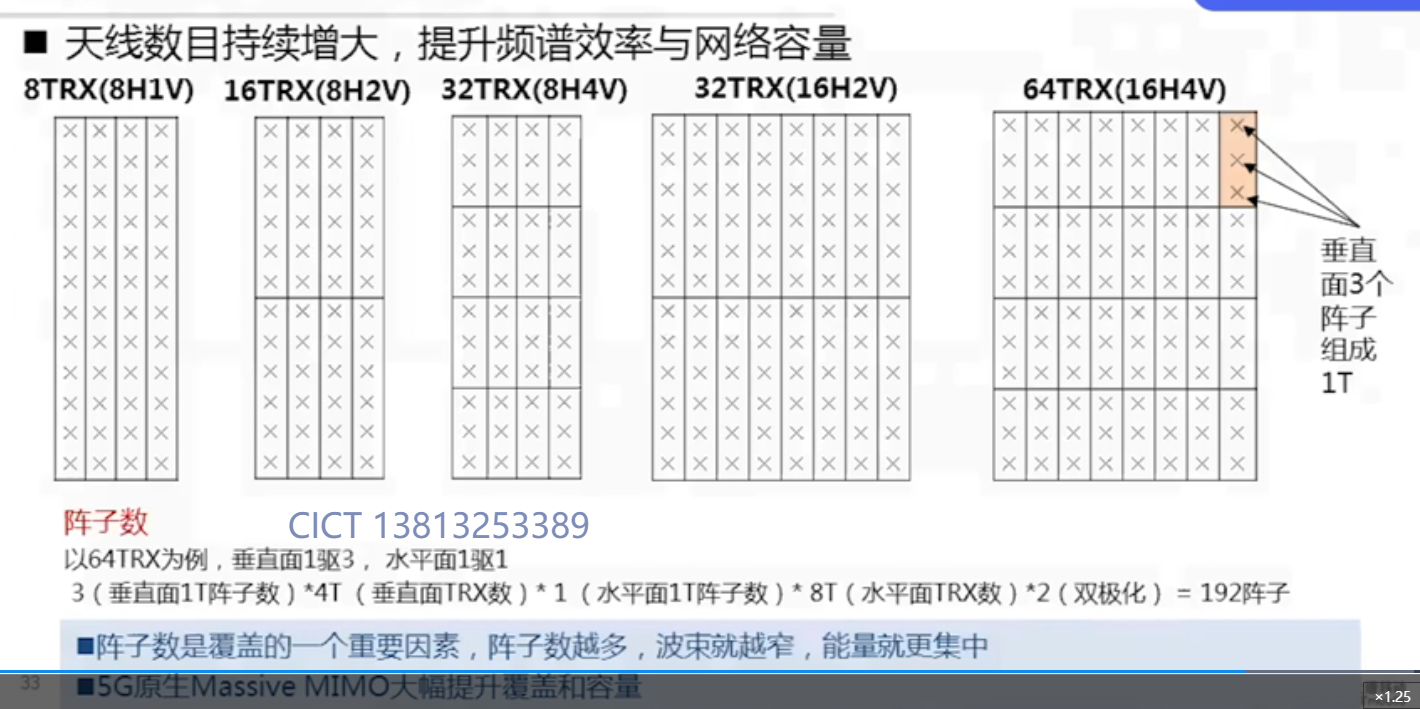 ■ 天线数目持续增大，提升频谱效率与网络容量
8TRX(8H1V) 16TRX(8H2V) 32TRX(8H4V) 32TRX(16H2V) 64TRX(16H4V)
垂直
面3个
阵子
组成
1T
阵子数
CICT 13813253389
以64TRX为例，垂直面1驱3， 水平面1驱1
3（垂直面1T阵子数）*4T（垂直面TRX数）* 1（水平面1T阵子数）* 8T（水平面TRX数）*2（双极化） = 192阵子
■阵子数是覆盖的一个重要因素，阵子数越多，波束就越窄，能量就更集中
■5G原生Massive MIMO大幅提升覆盖和容量
33
×1.25